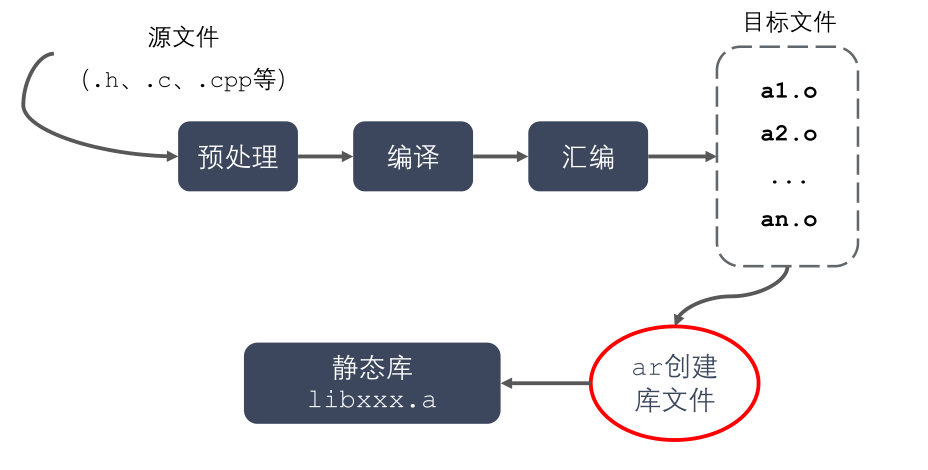 源文件
（.h、.c、.cpp等）
预处理
编译
汇编
目标文件
a1.o
a2.o
...
an.o
ar创建
库文件
静态库
libxxx.a